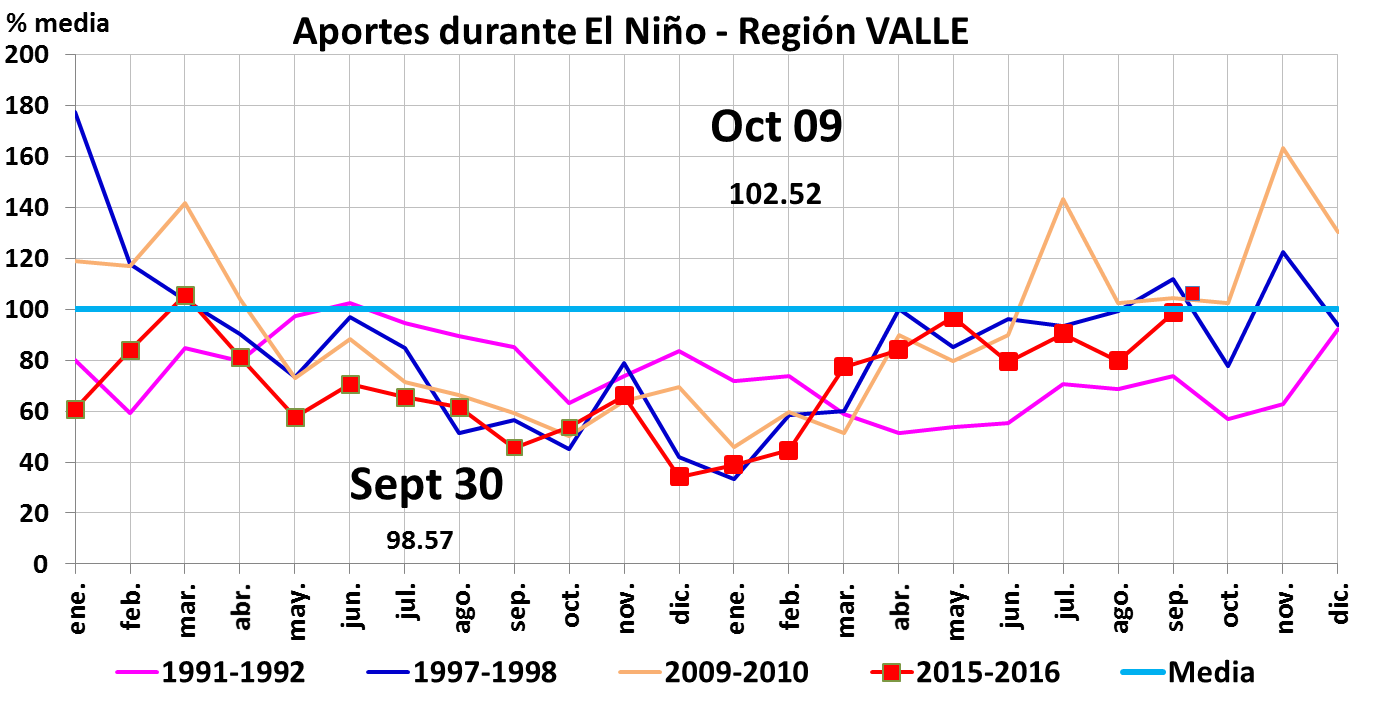 % media
Aportes durante El Niño - Región VALLE
200
180
160
140
120
100
80
60
40
20
0
Oct 09
102.52
Sept 30
98.57
ene. feb. mar. abr. may. jun. jul. ago. sep. oct. nov. dic. ene. feb. mar. abr. may. jun. jul. ago. sep. oct. nov. dic.
1991-1992 1997-1998 2009-2010 2015-2016 Media